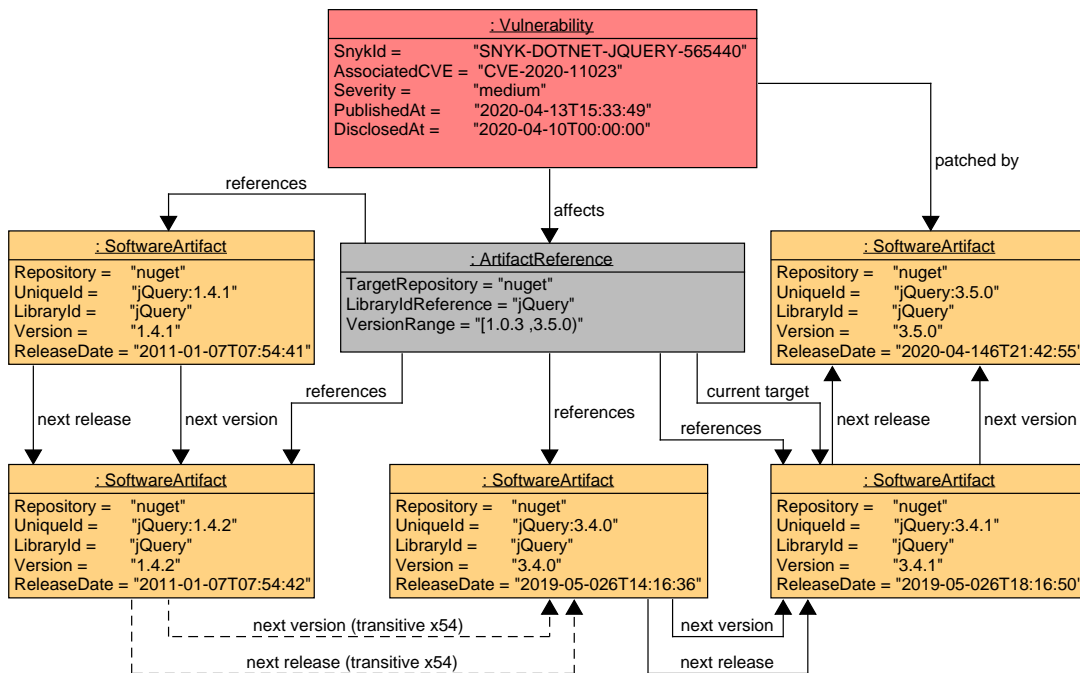 : Vulnerability
SnykId = "SNYK-DOTNET-JQUERY-565440"
AssociatedCVE = "CVE-2020-11023"
Severity = "medium"
PublishedAt = "2020-04-13T15:33:49"
DisclosedAt = "2020-04-10T00:00:00"
references
affects
patched by
: SoftwareArtifact
Repository = "nuget"
UniqueId = "jQuery:1.4.1"
LibraryId = "jQuery"
Version = "1.4.1"
ReleaseDate = "2011-01-07T07:54:41"
: ArtifactReference
TargetRepository = "nuget"
LibraryIdReference = "jQuery"
VersionRange = "[1.0.3 ,3.5.0)"
: SoftwareArtifact
Repository = "nuget"
UniqueId = "jQuery:3.5.0"
LibraryId = "jQuery"
Version = "3.5.0"
ReleaseDate = "2020-04-146T21:42:55"
next release
next version
references
references
current target
references
next release
next version
: SoftwareArtifact
Repository = "nuget"
UniqueId = "jQuery:1.4.2"
LibraryId = "jQuery"
Version = "1.4.2"
ReleaseDate = "2011-01-07T07:54:42"
: SoftwareArtifact
Repository = "nuget"
UniqueId = "jQuery:3.4.0"
LibraryId = "jQuery"
Version = "3.4.0"
ReleaseDate = "2019-05-026T14:16:36"
: SoftwareArtifact
Repository = "nuget"
UniqueId = "jQuery:3.4.1"
LibraryId = "jQuery"
Version = "3.4.1"
ReleaseDate = "2019-05-026T18:16:50"
next version (transitive x54)
next version
next release (transitive x54)
next release